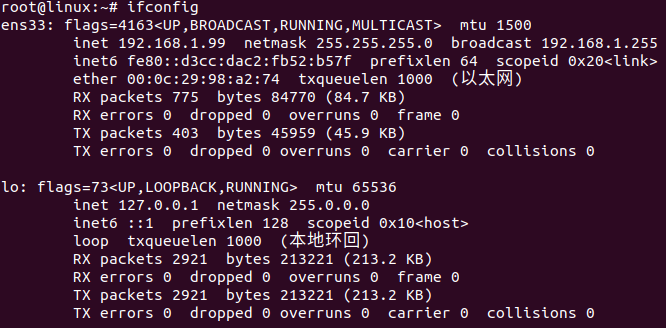 root@linux:~# ifconfig
ens33: flags=4163<UP,BROADCAST,RUNNING,MULTICAST>  mtu 1500
        inet 192.168.1.99  netmask 255.255.255.0  broadcast 192.168.1.255
        inet6 fe80::d3cc:dac2:fb52:b57f  prefixlen 64  scopeid 0x20<link>
        ether 00:0c:29:98:a2:74  txqueuelen 1000  (以太网)
        RX packets 775  bytes 84770 (84.7 KB)
        RX errors 0  dropped 0  overruns 0  frame 0
        TX packets 403  bytes 45959 (45.9 KB)
        TX errors 0  dropped 0 overruns 0  carrier 0  collisions 0
lo: flags=73<UP,LOOPBACK,RUNNING>  mtu 65536
        inet 127.0.0.1  netmask 255.0.0.0
        inet6 ::1  prefixlen 128  scopeid 0x10<host>
        loop  txqueuelen 1000  (本地环回)
        RX packets 2921  bytes 213221 (213.2 KB)
        RX errors 0  dropped 0  overruns 0  frame 0
        TX packets 2921  bytes 213221 (213.2 KB)
        TX errors 0  dropped 0 overruns 0  carrier 0  collisions 0